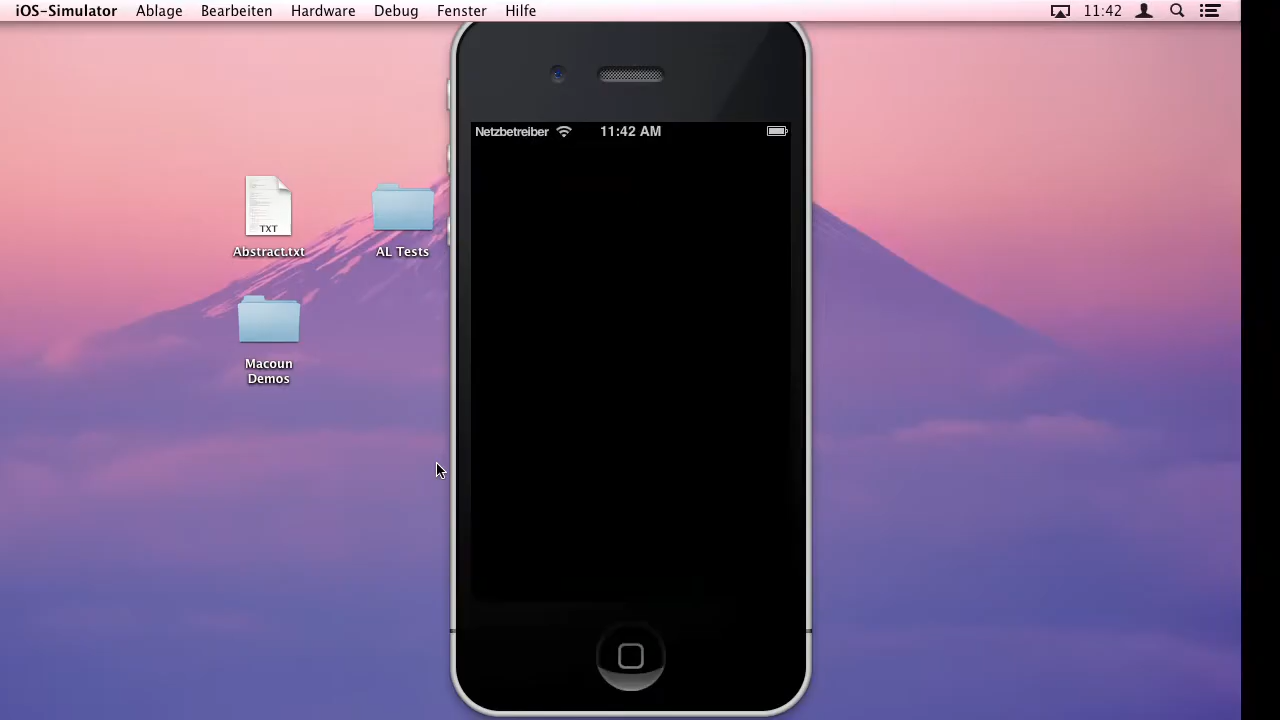 iOS-Simulator Ablage Bearbeiten Hardware Debug Fenster Hilfe 11:42
Netzbetreiber 11:42 AM
TXT
Abstract.txt
AL Tests
Macoun
Demos